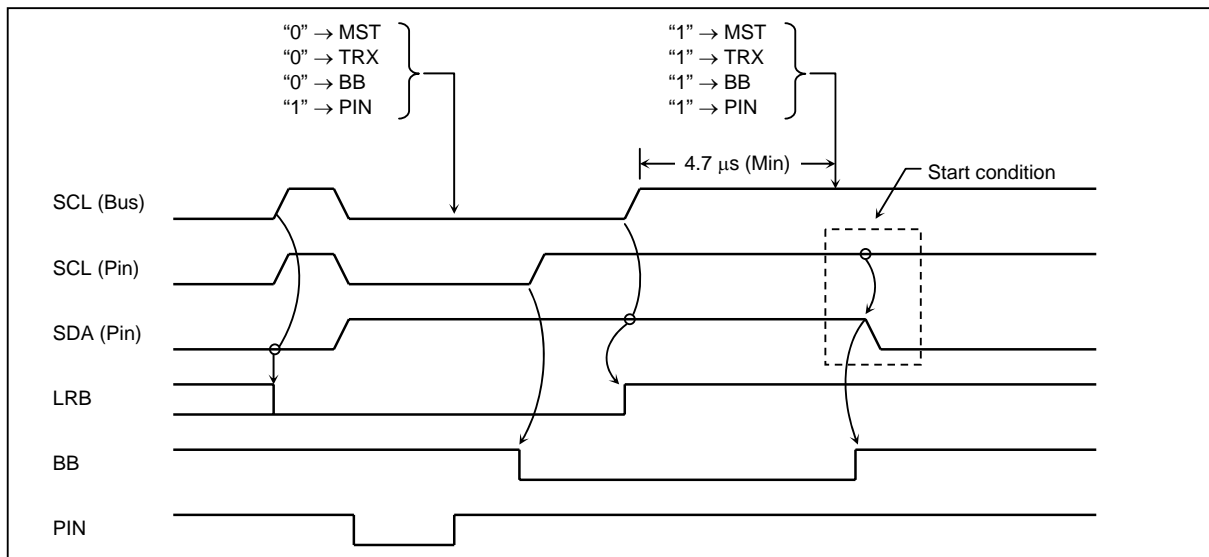 “0” → MST
“0” → TRX
“0” → BB
“1” → PIN
“1” → MST
“1” → TRX
“1” → BB
“1” → PIN
4.7 μs (Min)
Start condition
SCL (Bus)
SCL (Pin)
SDA (Pin)
LRB
BB
PIN